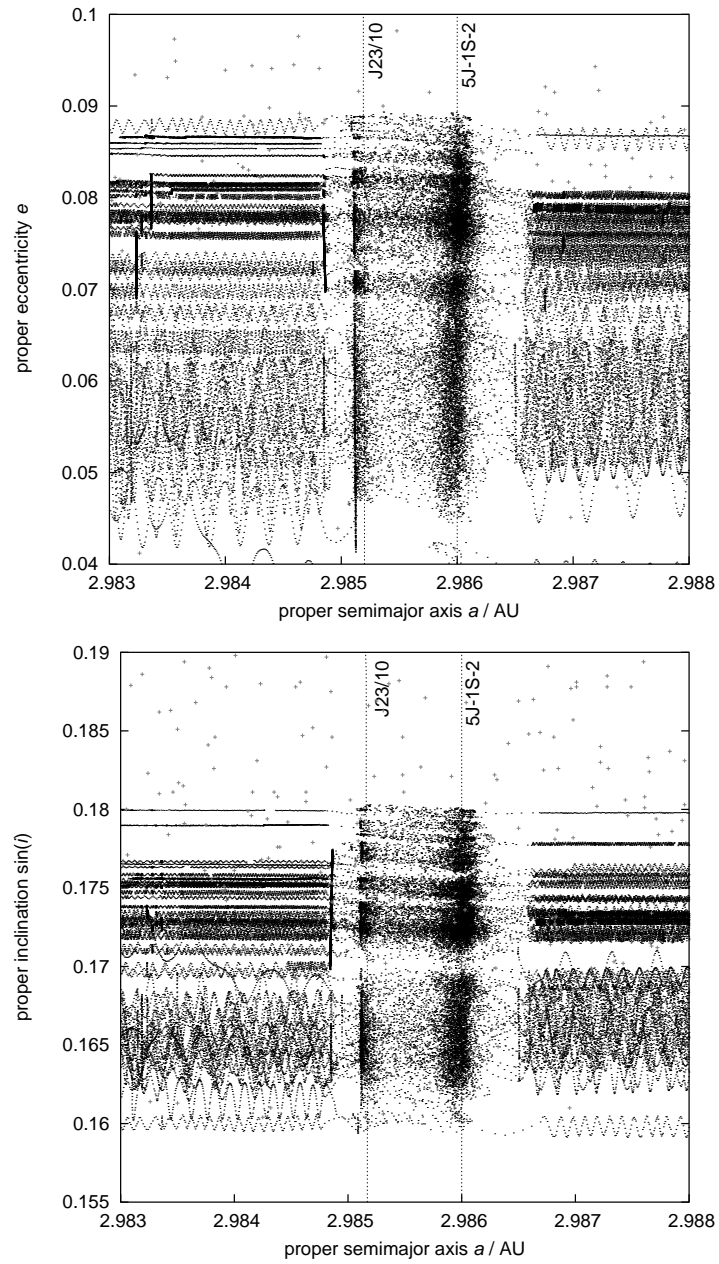 0.1
0.09
0.08
0.07
0.06
0.05
0.04
proper eccentricity e
J23/10
5J-1S-2
2.983 2.984 2.985 2.986 2.987 2.988
proper semimajor axis a / AU
0.19
0.185
0.18
0.175
0.17
0.165
0.16
0.155
proper inclination sin(I)
J23/10
5J-1S-2
2.983 2.984 2.985 2.986 2.987 2.988
proper semimajor axis a / AU